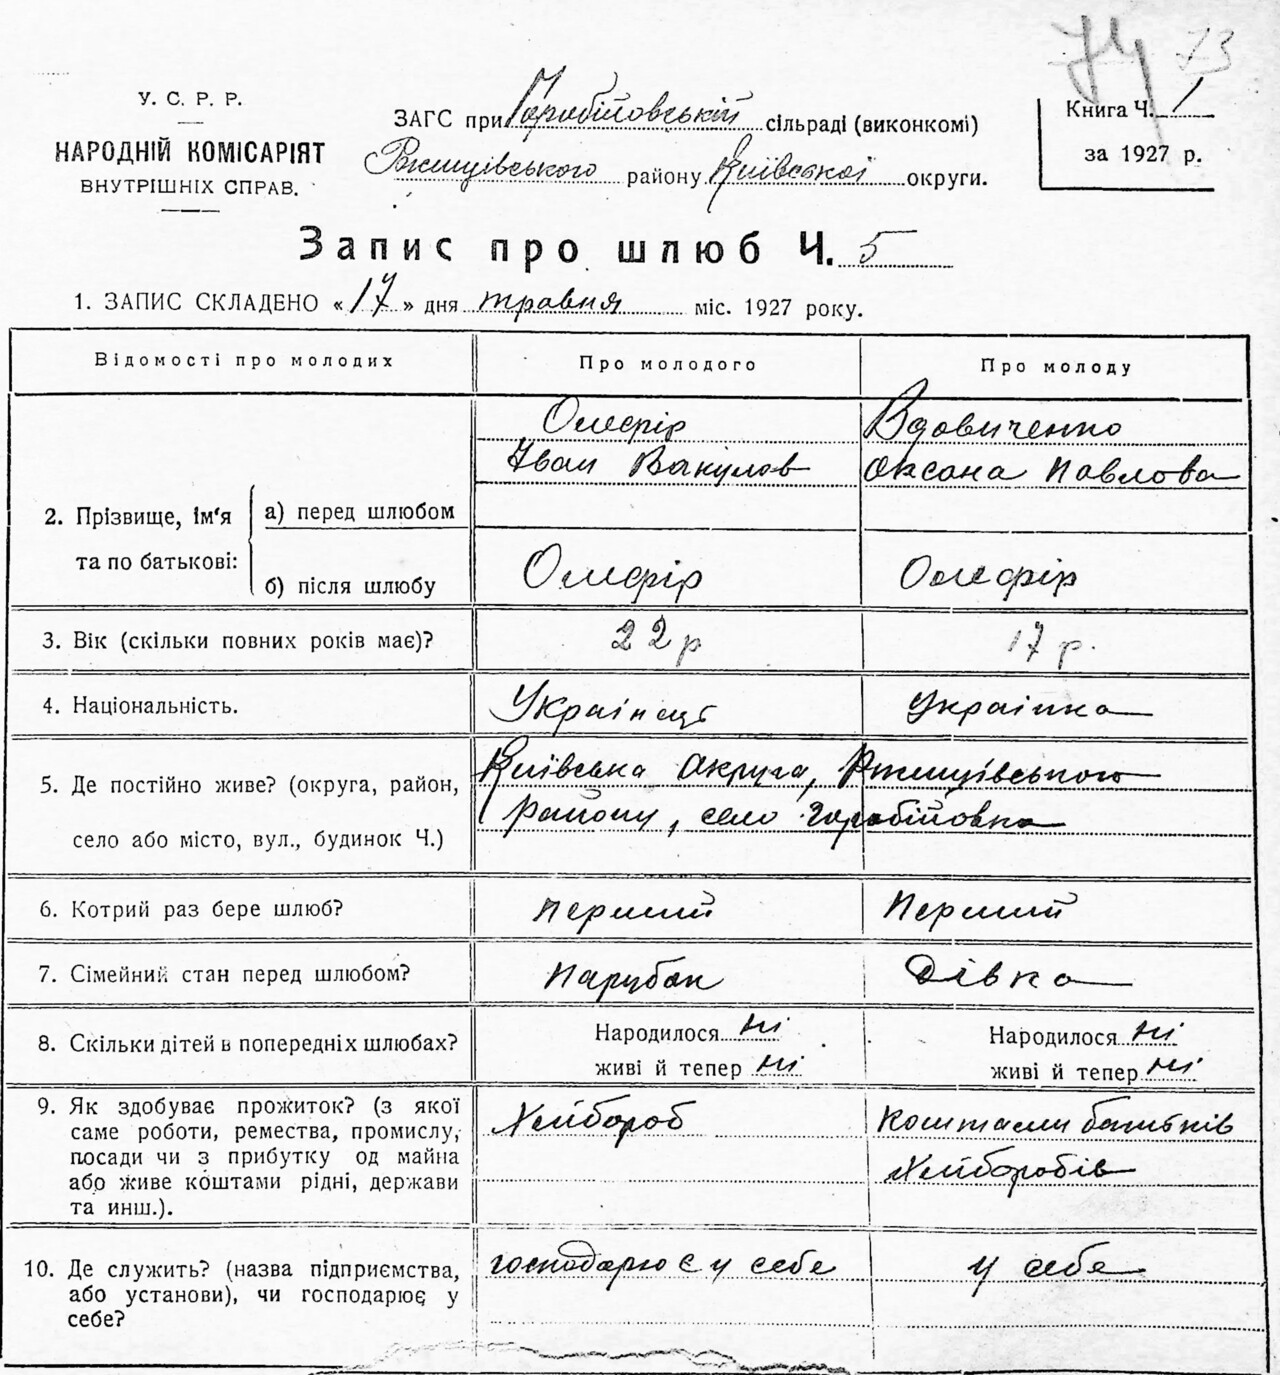 73
У. С. Р. Р.
НАРОДНІЙ КОМІСАРІЯТ
ВНУТРІШНІХ СПРАВ.
ЗАГС при Горобіївській сільраді (виконкомі)
Ржищівського району Київської округи.
Книга Ч. 1
за 1927 р.
Запис про шлюб Ч. 5
1. ЗАПИС СКЛАДЕНО « 17 » дня травня міс. 1927 року.
Відомості про молодих
Про молодого
Про молоду
2. Прізвище, ім'я та по батькові:
а) перед шлюбом
Олефір
Іван Вакулов
Вдовиченко
Оксана Павлова
б) після шлюбу
Олефір
Олефір
3. Вік (скільки повних років має)?
22 р
17 р.
4. Національність.
Українец
Українка
5. Де постійно живе? (округа, район,
село або місто, вул., будинок Ч.)
Київська округа, Ржищівського
району, село Горобіївка
6. Котрий раз бере шлюб?
перший
перший
7. Сімейний стан перед шлюбом?
парубок
Дівка
8. Скільки дітей в попередніх шлюбах?
Народилося ні
живі й тепер ні
Народилося ні
живі й тепер ні
9. Як здобуває прожиток? (з якої
саме роботи, ремества, промислу,
посади чи з прибутку од майна
або живе коштами рідні, держави
та инш.).
Хлібороб
коштами батьків
Хліборобів
10. Де служить? (назва підприємства,
або установи), чи господарює у
себе?
господарює у себе
у себе